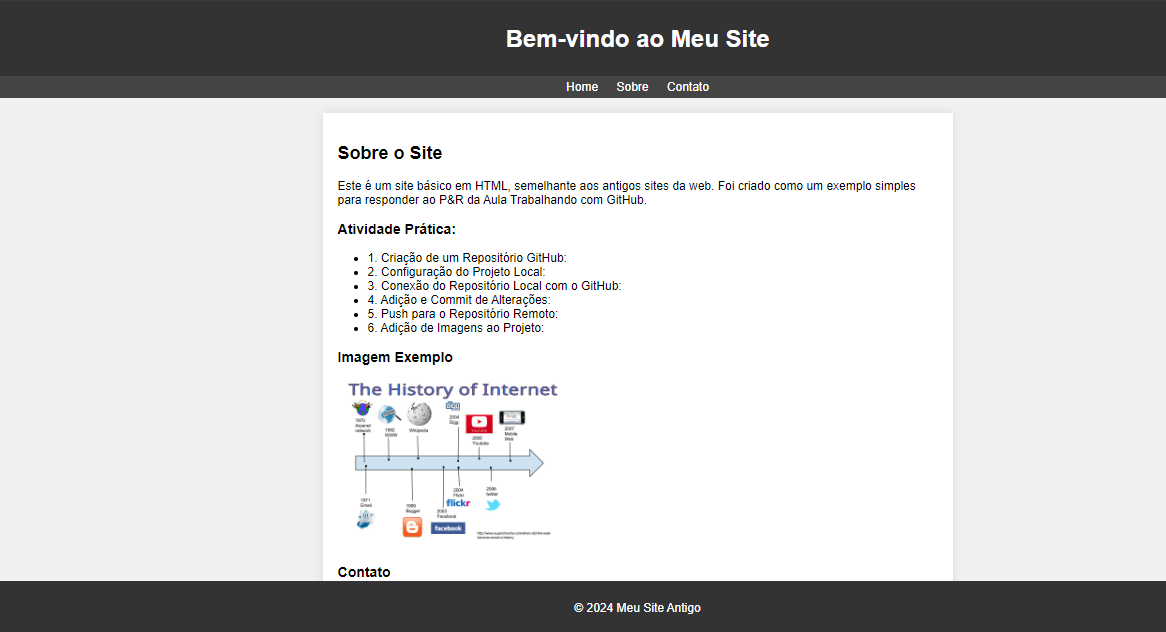 Bem-vindo ao Meu Site
Home Sobre Contato
Sobre o Site
Este é um site básico em HTML, semelhante aos antigos sites da web. Foi criado como um exemplo simples
para responder ao P&R da Aula Trabalhando com GitHub.
Atividade Prática:
1. Criação de um Repositório GitHub:
2. Configuração do Projeto Local:
3. Conexão do Repositório Local com o GitHub:
4. Adição e Commit de Alterações:
5. Push para o Repositório Remoto:
6. Adição de Imagens ao Projeto:
Imagem Exemplo
The History of Internet
digg
2004
Digg
Wikipedia
1992
WWW
YouTube
2005
Youtube
2007
Mobile
Web
Arpanet
network
1971
Email
1999
Blogger
2004
Flickr
flickr
Facebook
facebook
2006
twitter
Contato
© 2024 Meu Site Antigo